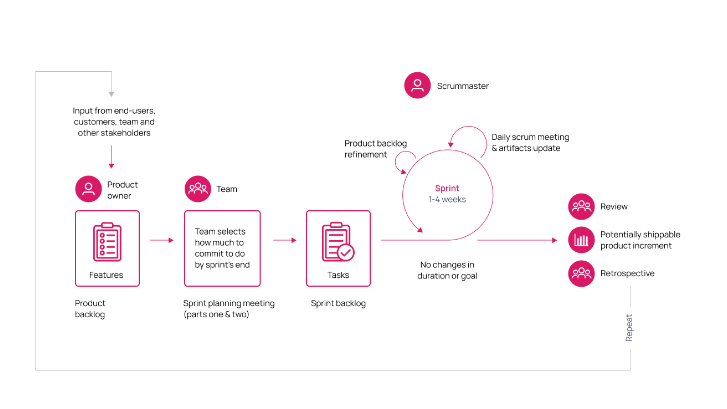 Scrummaster
Input from end-users,
customers, team and
other stakeholders
Product backlog
refinement
Daily scrum meeting
& artifacts update
Product
owner
Team
Sprint
1-4 weeks
Team selects
how much to
commit to do
by sprint's end
Features
Tasks
No changes in
duration or goal
Review
Potentially shippable
product increment
Retrospective
Product
backlog
Sprint planning meeting
(parts one & two)
Sprint backlog
Repeat